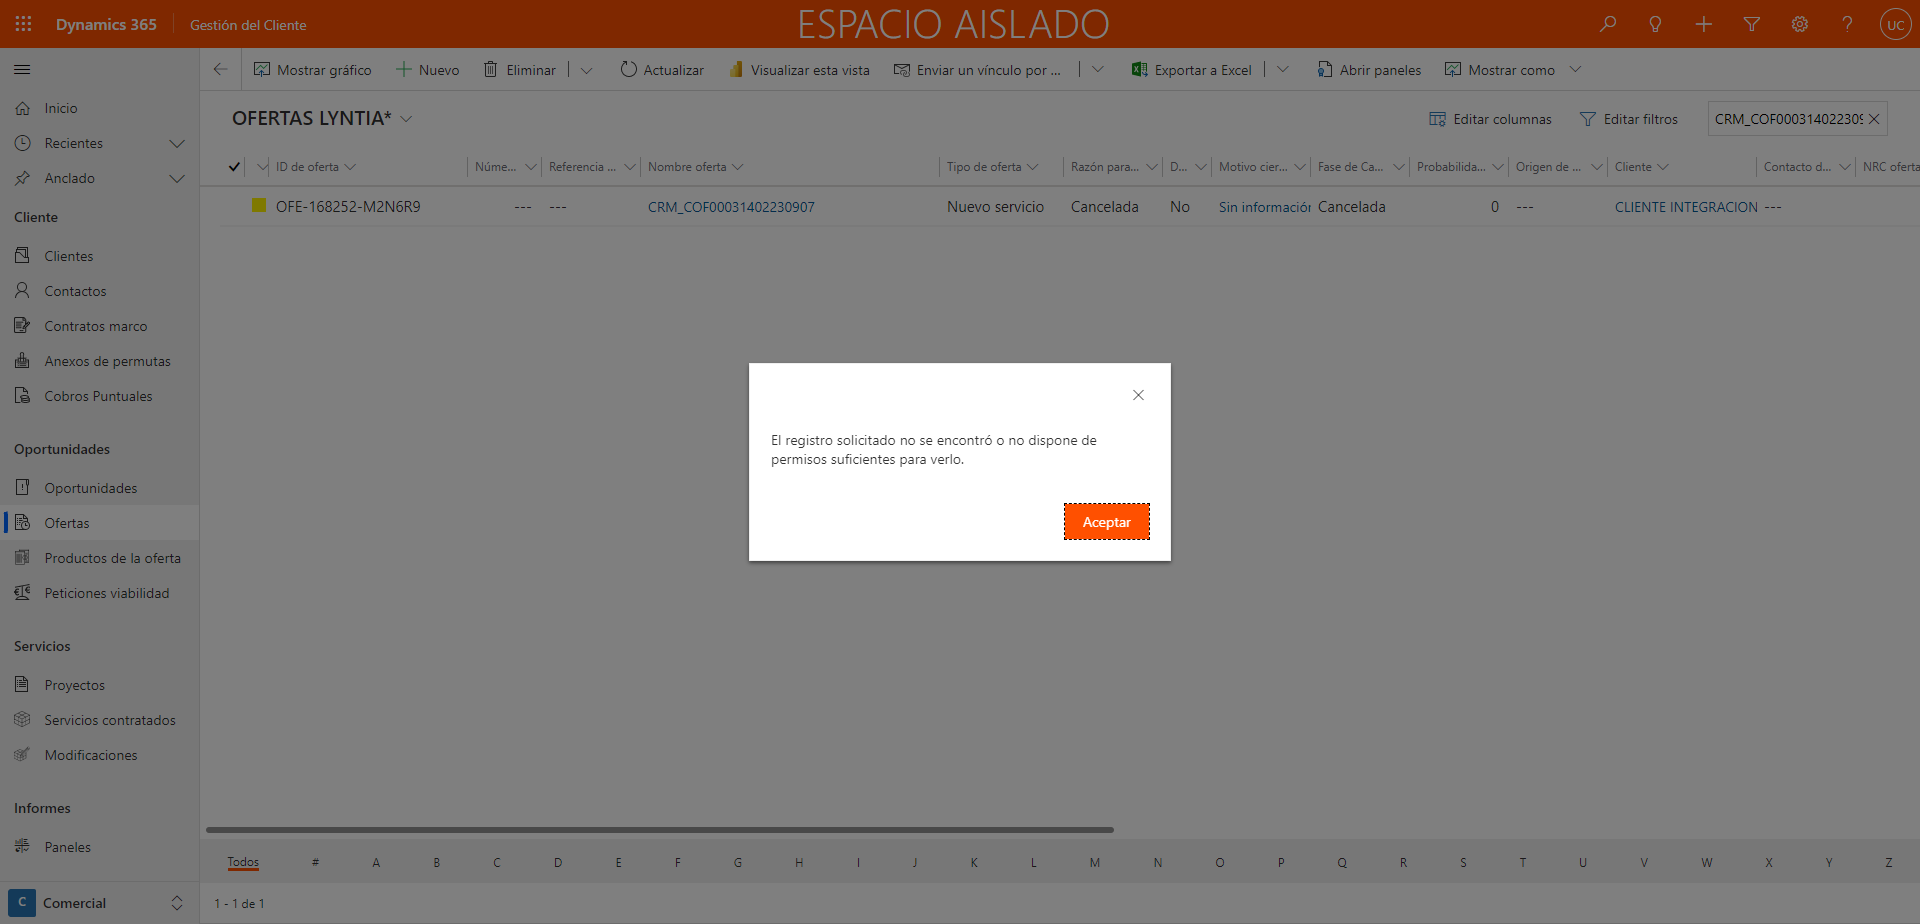 Dynamics 365
Gestión del Cliente
ESPACIO AISLADO
UC
Mostrar gráfico
Nuevo
Eliminar
Actualizar
Visualizar esta vista
Enviar un vínculo por ...
Exportar a Excel
Abrir paneles
Mostrar como
Inicio
Recientes
Anclado
Cliente
Clientes
Contactos
Contratos marco
Anexos de permutas
Cobros Puntuales
Oportunidades
Oportunidades
Ofertas
Productos de la oferta
Peticiones viabilidad
Servicios
Proyectos
Servicios contratados
Modificaciones
Informes
Paneles
C Comercial
OFERTAS LYNTIA*
Editar columnas
Editar filtros
CRM_COF00031402230
ID de oferta
Núme...
Referencia ...
Nombre oferta
Tipo de oferta
Razón para...
D...
Motivo cier...
Fase de Ca...
Probabilida...
Origen de ...
Cliente
Contacto d...
NRC oferta
OFE-168252-M2N6R9 --- --- CRM_COF00031402230907 Nuevo servicio Cancelada No Sin información Cancelada 0 --- CLIENTE INTEGRACION ---
El registro solicitado no se encontró o no dispone de
permisos suficientes para verlo.
Aceptar
Todos # A B C D E F G H I J K L M N O P Q R S T U V W X Y Z
1 - 1 de 1